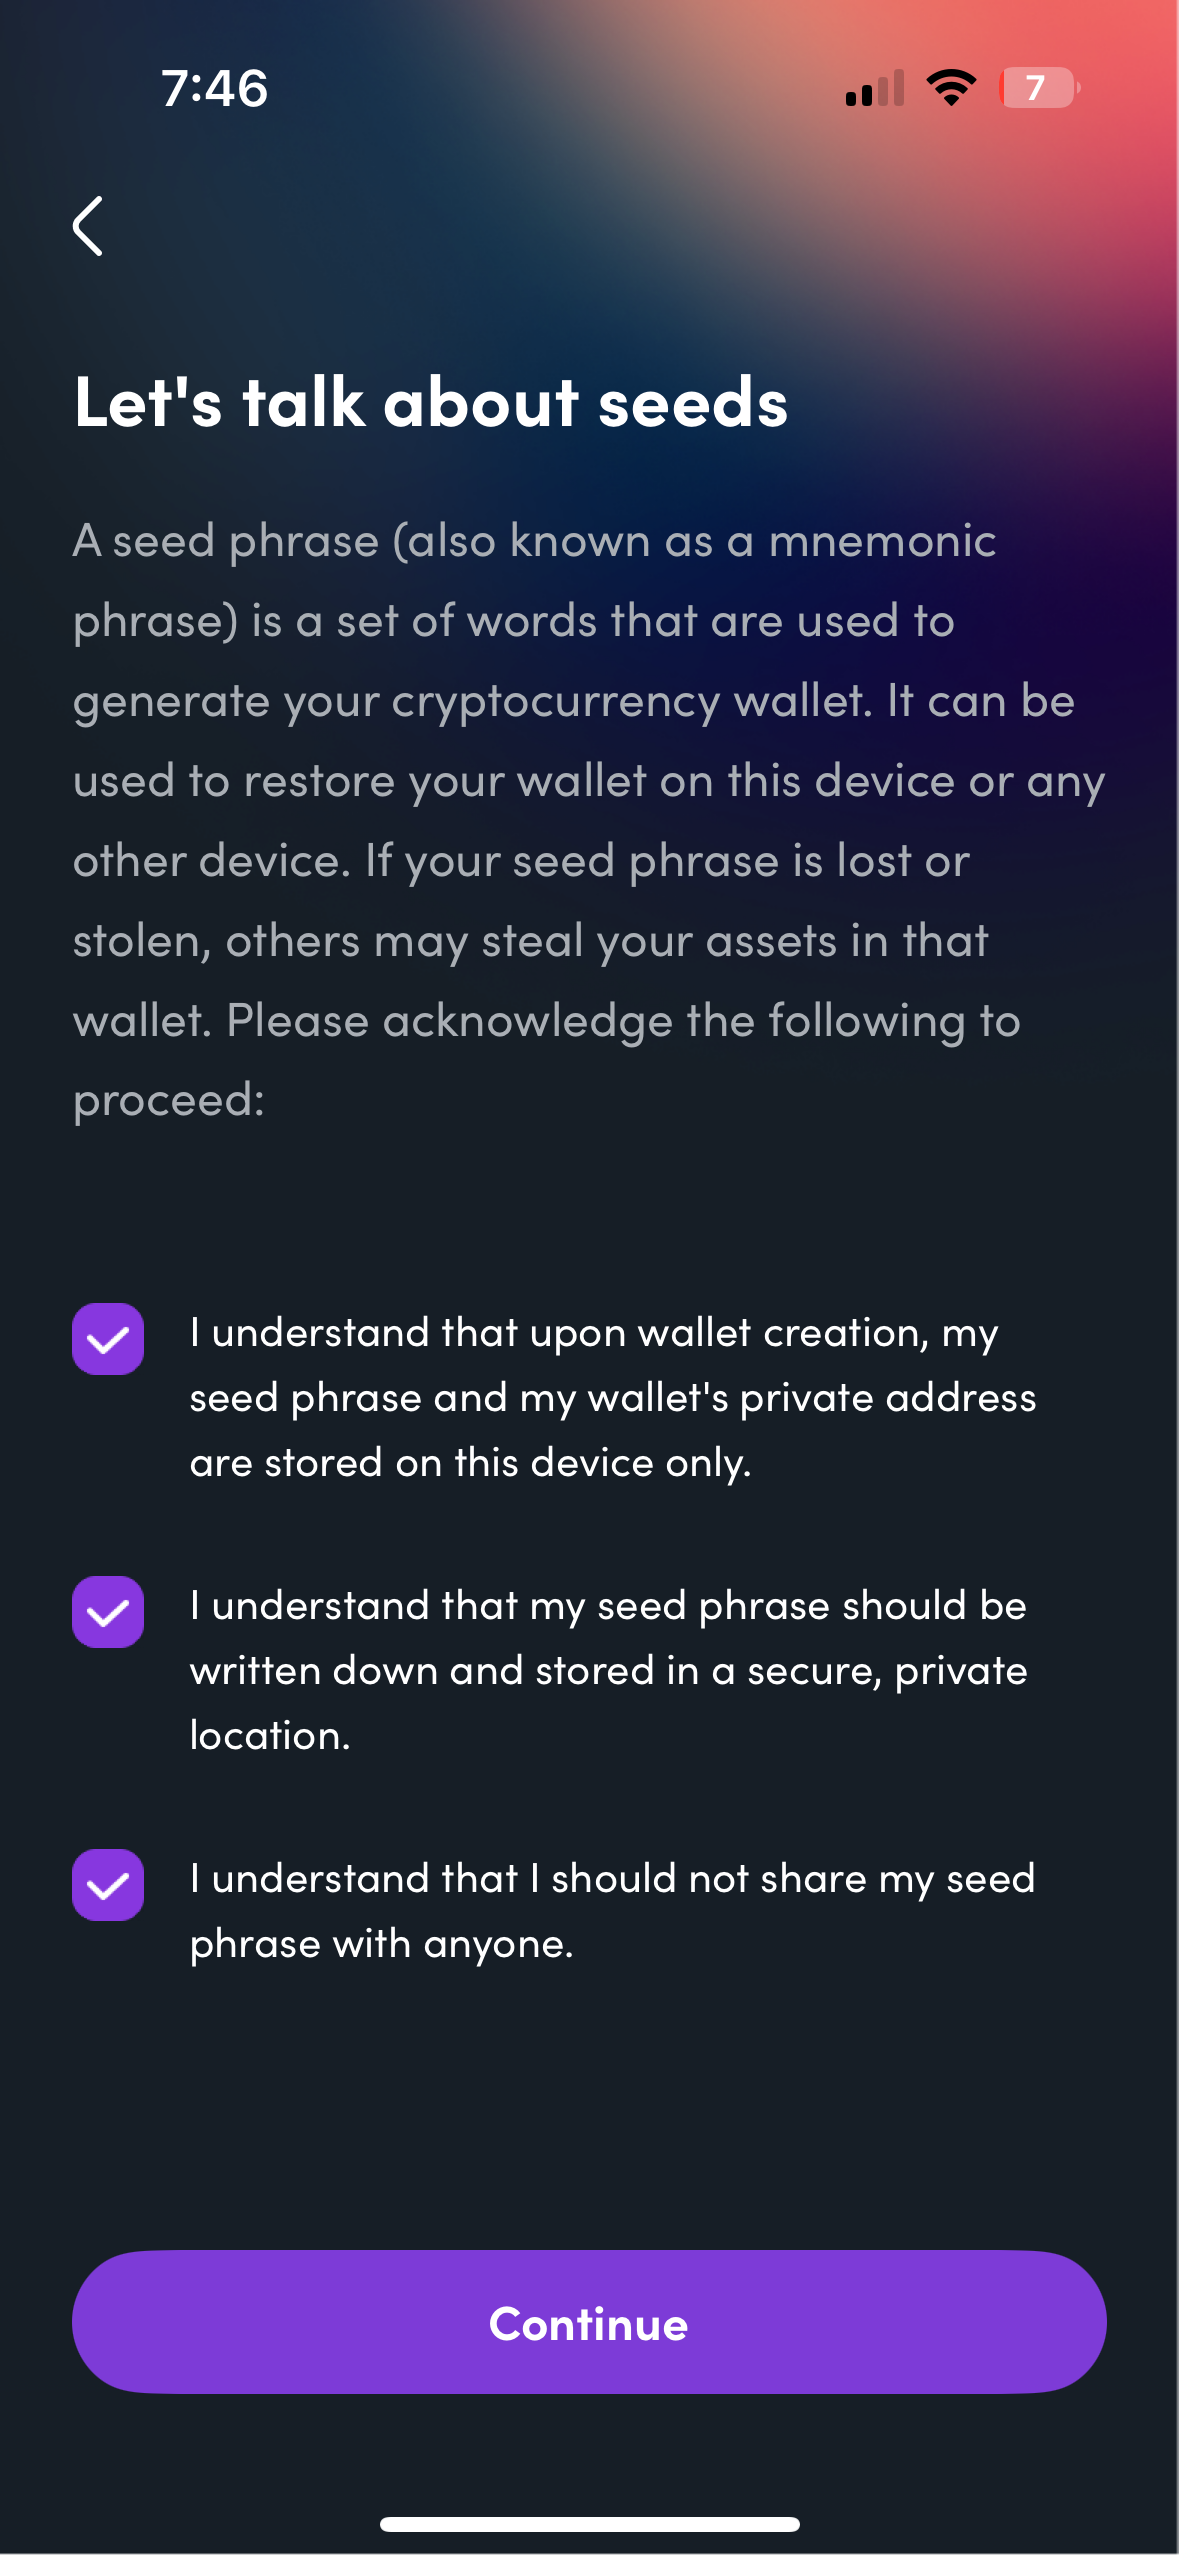 7:46
7
Let's talk about seeds
A seed phrase (also known as a mnemonic
phrase) is a set of words that are used to
generate your cryptocurrency wallet. It can be
used to restore your wallet on this device or any
other device. If your seed phrase is lost or
stolen, others may steal your assets in that
wallet. Please acknowledge the following to
proceed:
I understand that upon wallet creation, my
seed phrase and my wallet's private address
are stored on this device only.
I understand that my seed phrase should be
written down and stored in a secure, private
location.
I understand that I should not share my seed
phrase with anyone.
Continue